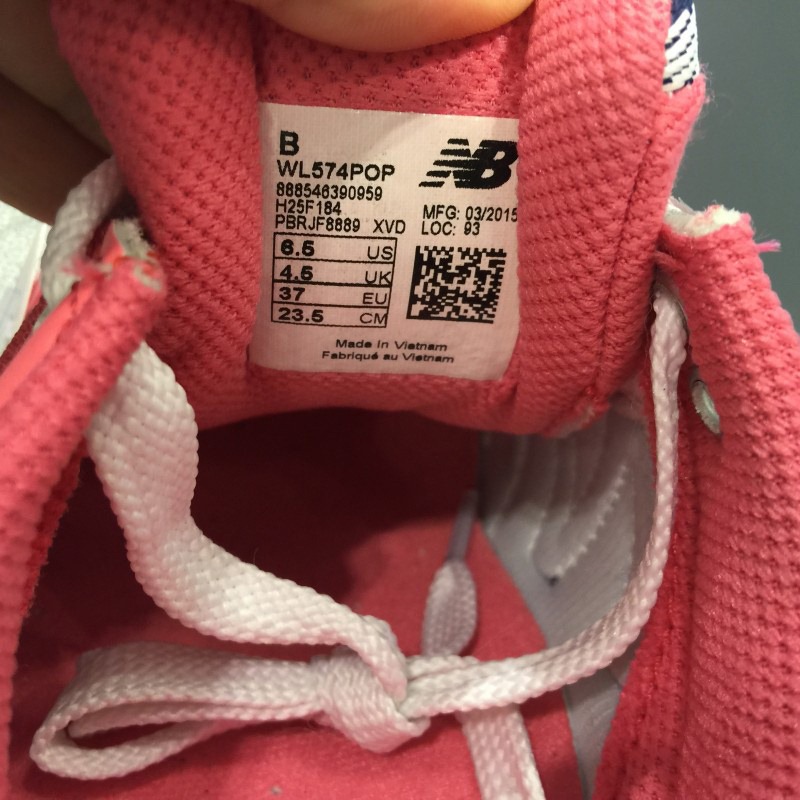 B
WL574POP
888546390959
H25F184
PBRJF8889 XVD
NB
MFG: 03/2015
LOC: 93
6.5 US
4.5 UK
37 EU
23.5 CM
Made in Vietnam
Fabriqué au Vietnam